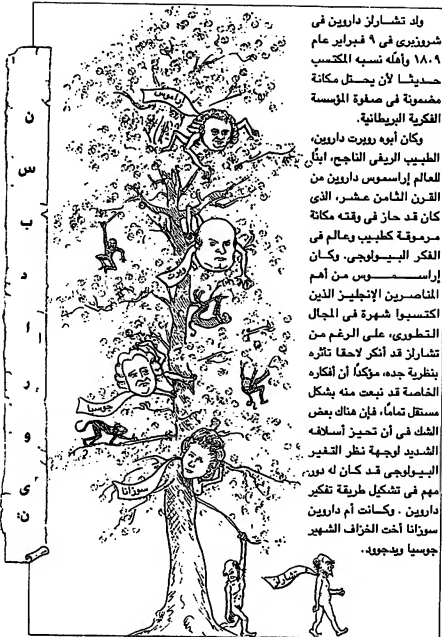 ولد تشارلز داروين فى
شروزبرى فى ٩ فبراير عام
١٨٠٩ وأهله نسبه المكتسب
حديثا لأن يحتل مكانة
مضمونة فى صفوة المؤسسة
الفكرية البريطانية.
وكان أبوه روبرت داروين،
الطبيب الريفى الناجح، ابنًا
للعالم إراسموس داروين من
القرن الثامن عشر، الذى
كان قد حاز فى وقته مكانة
مرموقة كطبيب وعالم فى
الفكر البيولوجى. وكان
إراسموس من أهم
المناصرين الإنجليز الذين
اكتسبوا شهرة فى المجال
التطورى، على الرغم من
تشارلز قد أنكر لاحقا تأثره
بنظرية جده، مؤكدًا أن أفكاره
الخاصة قد نبعت منه بشكل
مستقل تمامًا، فإن هناك بعض
الشك فى أن تحيز أسلافه
الشديد لوجهة نظر التغير
البيولوجى قد كان له دور
مهم فى تشكيل طريقة تفكير
داروين . وكانت أم داروين
سوزانا أخت الخزاف الشهير
جوسيا ويدجوود.
جوسيا
سوزانا
تشارلز